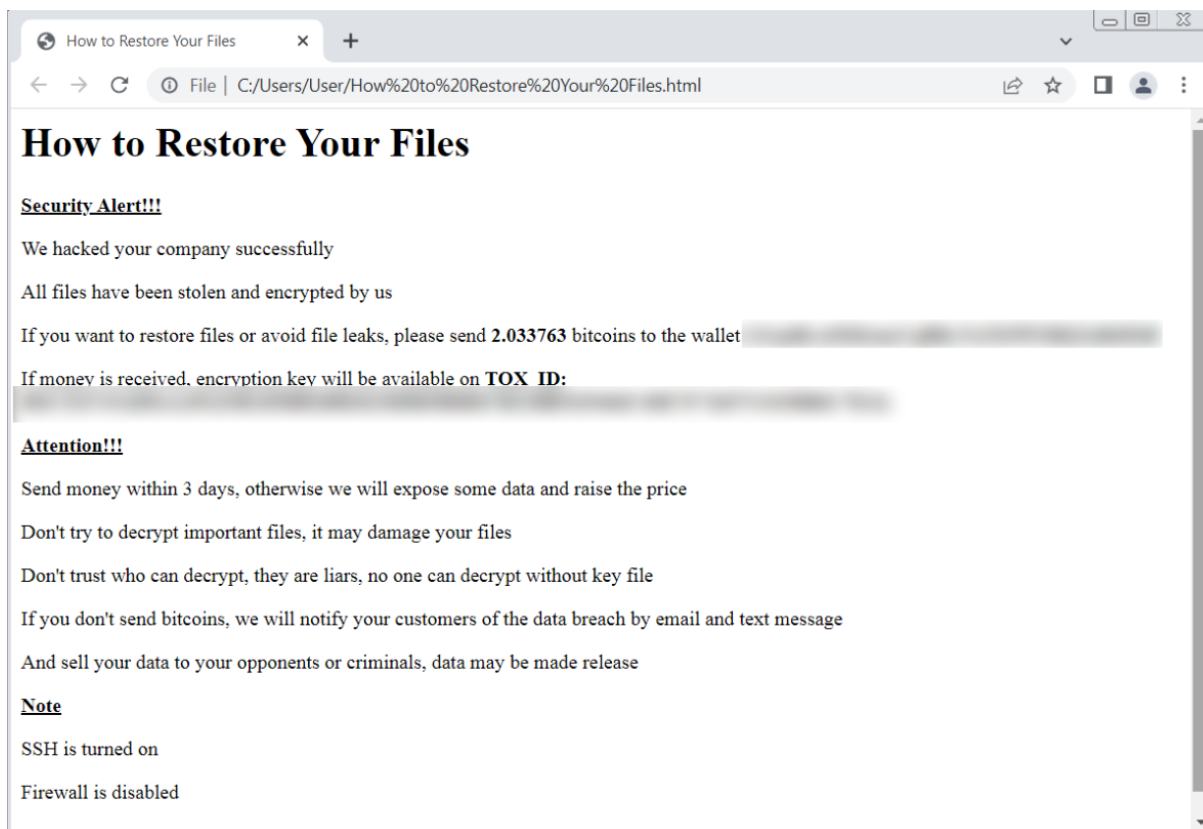 How to Restore Your Files
File | C:/Users/User/How%20to%20Restore%20Your%20Files.html
How to Restore Your Files
Security Alert!!!
We hacked your company successfully
All files have been stolen and encrypted by us
If you want to restore files or avoid file leaks, please send 2.033763 bitcoins to the wallet
If money is received, encryption key will be available on TOX_ID:
Attention!!!
Send money within 3 days, otherwise we will expose some data and raise the price
Don't try to decrypt important files, it may damage your files
Don't trust who can decrypt, they are liars, no one can decrypt without key file
If you don't send bitcoins, we will notify your customers of the data breach by email and text message
And sell your data to your opponents or criminals, data may be made release
Note
SSH is turned on
Firewall is disabled